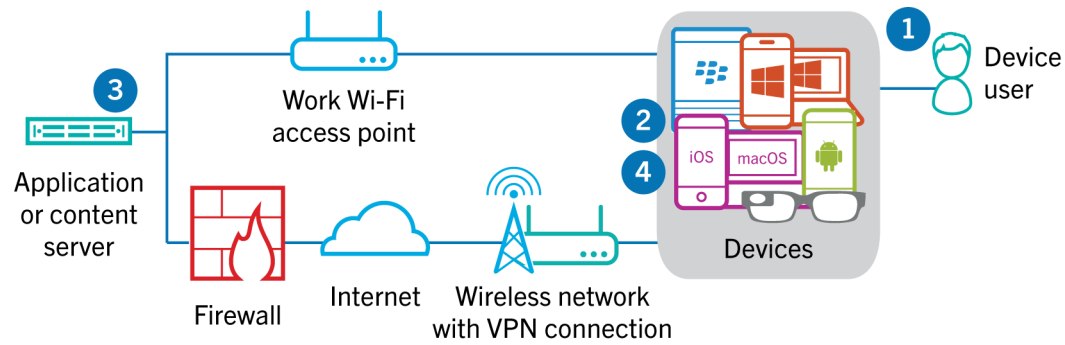 1
Device
user
3
Work Wi-Fi
access point
2
iOS
macOS
4
Application
or content
server
Devices
Firewall
Internet
Wireless network
with VPN connection